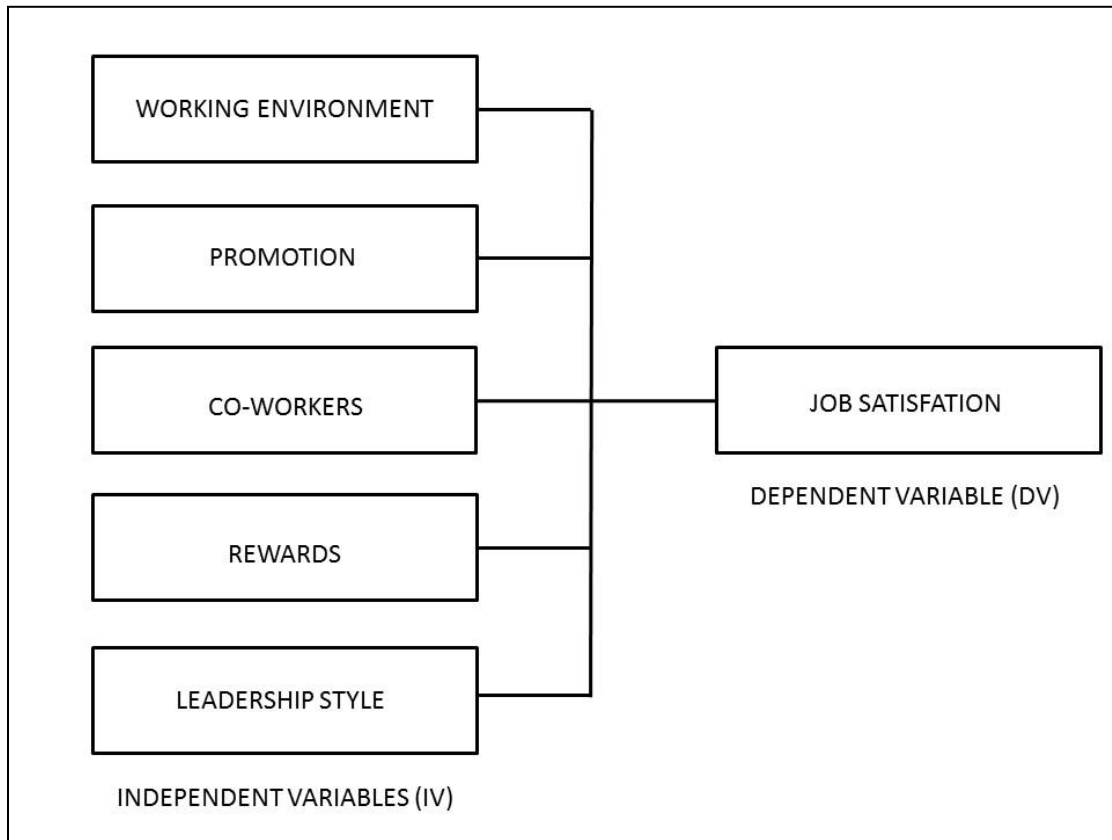 WORKING ENVIRONMENT
PROMOTION
CO-WORKERS
REWARDS
LEADERSHIP STYLE
INDEPENDENT VARIABLES (IV)
JOB SATISFATION
DEPENDENT VARIABLE (DV)